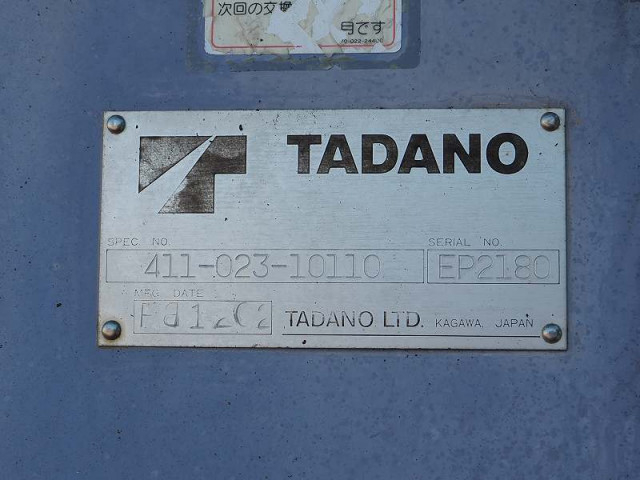 次回の交換
月です
TADANO
SPEC NO.
411-023-10110
SERIAL NO.
EP2180
MFG. DATE
TADANO LTD. KAGAWA, JAPAN